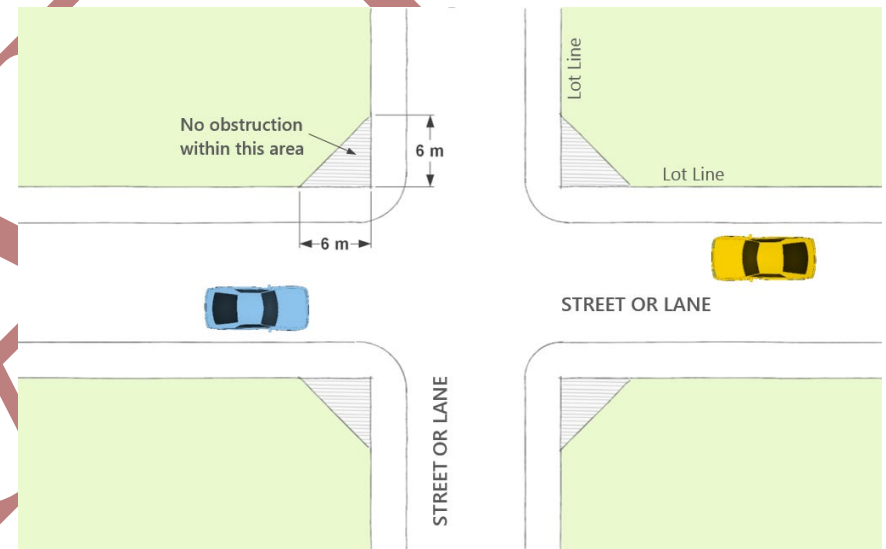 Lot Line
No obstruction
within this area
6 m
Lot Line
6 m
STREET OR LANE
STREET OR LANE